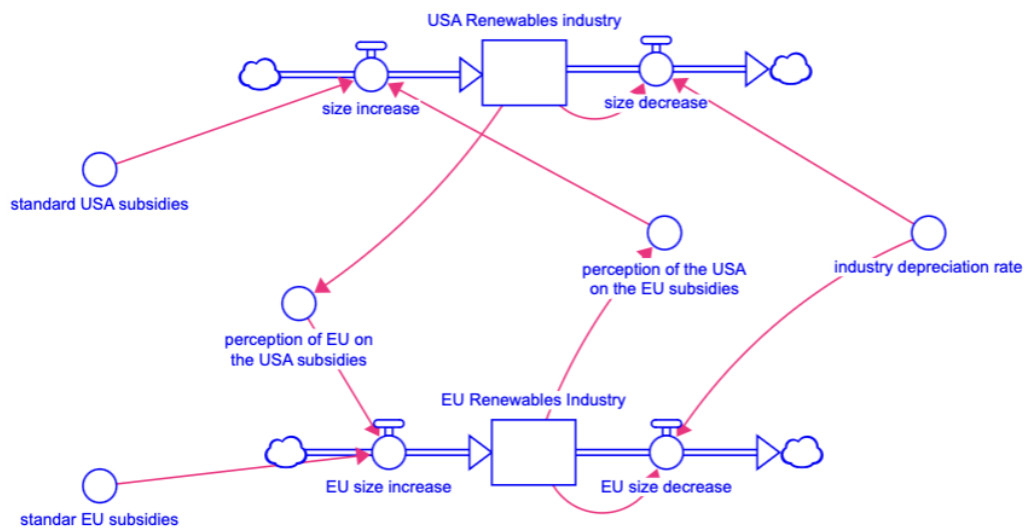 USA Renewables industry
size increase
size decrease
standard USA subsidies
perception of the USA
on the EU subsidies
industry depreciation rate
perception of EU on
the USA subsidies
EU Renewables Industry
EU size increase
EU size decrease
standar EU subsidies